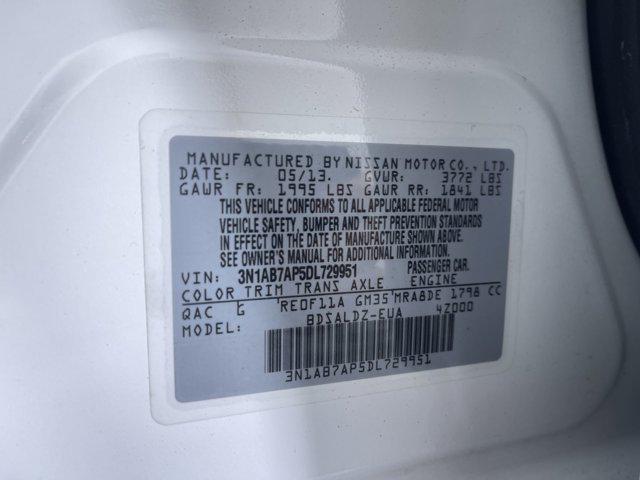 MANUFACTURED BY NISSAN MOTOR CO., LTD.
DATE: 05/13. GVWR: 3772 LBS
GAWR FR: 1995 LBS GAWR RR: 1841 LBS
THIS VEHICLE CONFORMS TO ALL APPLICABLE FEDERAL MOTOR
VEHICLE SAFETY, BUMPER AND THEFT PREVENTION STANDARDS
IN EFFECT ON THE DATE OF MANUFACTURE SHOWN ABOVE.
SEE OWNER'S MANUAL FOR ADDITIONAL INFORMATION.
VIN: 3N1AB7AP5DL729951 PASSENGER CAR.
COLOR TRIM TRANS AXLE ENGINE
QAC G 'RE0F11A GM35'MRA8DE 1798 CC
MODEL: BDSALDZ-EUA 4Z000
3N1AB7AP5DL729951